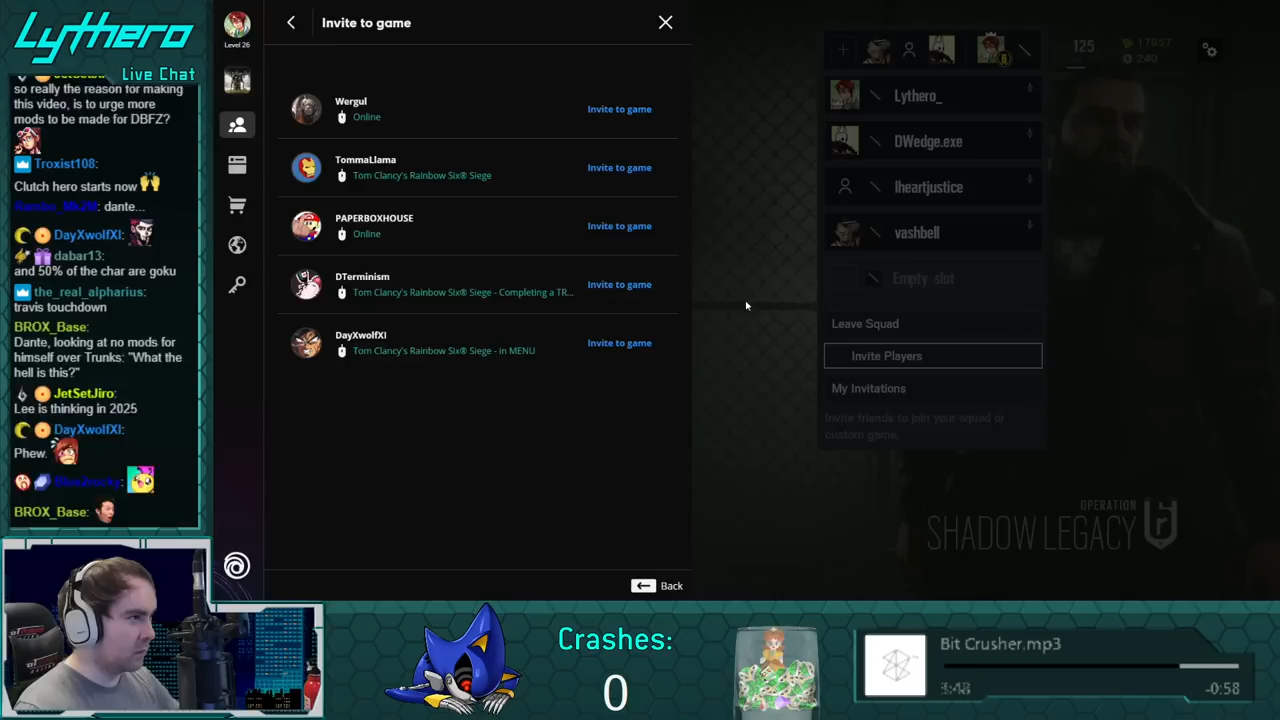 Lythero
Live Chat
so really the reason for making
this video, is to urge more
mods to be made for DBFZ?
Troxist108:
Clutch hero starts now
dante...
DayXwolfXI:
dabar13:
and 50% of the char are goku
the_real_alpharius:
travis touchdown
BROX_Base:
Dante, looking at no mods for
himself over Trunks: "What the
hell is this?"
JetSetJiro:
Lee is thinking in 2025
DayXwolfXI:
Phew.
BROX_Base:
Level 26
Invite to game
Wergul
Online
Invite to game
TommaLlama
Tom Clancy's Rainbow Six® Siege
Invite to game
PAPERBOXHOUSE
Online
Invite to game
DTerminism
Tom Clancy's Rainbow Six® Siege - Completing a TR...
Invite to game
DayXwolfXI
Tom Clancy's Rainbow Six® Siege - in MENU
Invite to game
Back
125
17957
240
Lythero_
DWedge.exe
Iheartjustice
vashbell
Empty slot
Leave Squad
Invite Players
My Invitations
Invite friends to join your squad or
custom game.
OPERATION
SHADOW LEGACY
Crashes:
0
Bit Crusher.mp3
3:48
-0:58